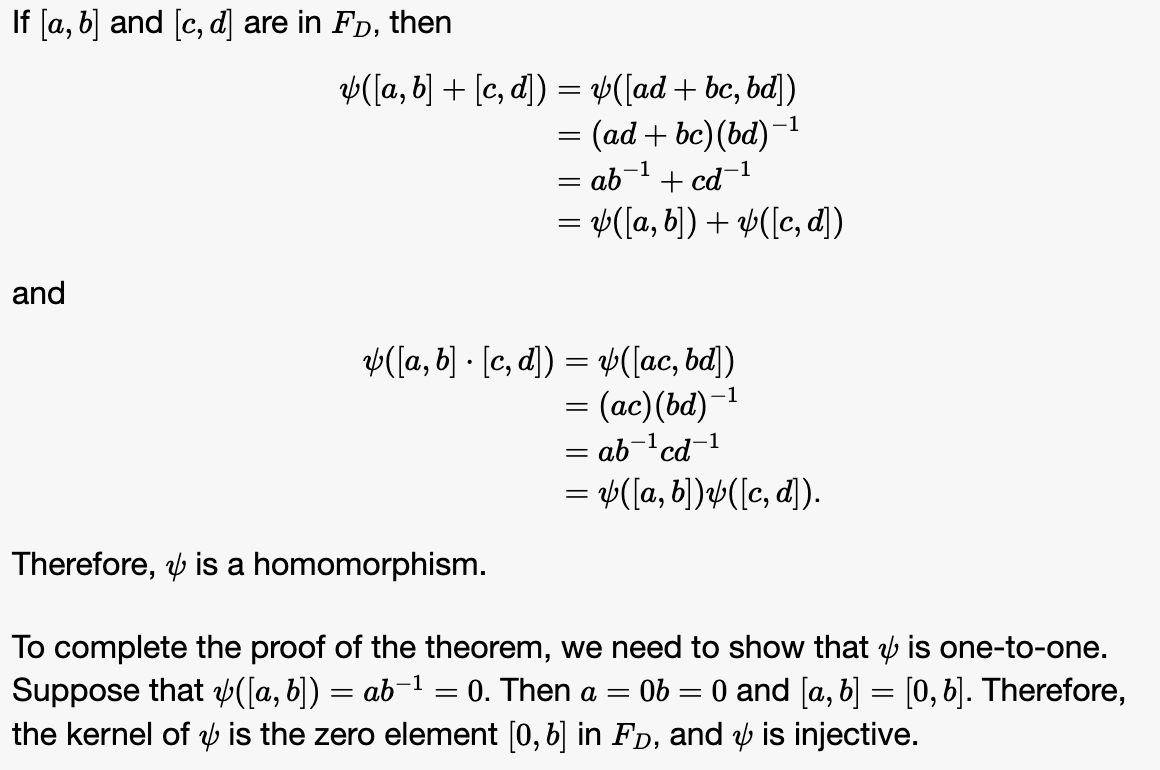 If [a, b] and [c, d] are in F_D, then
ψ([a, b] + [c, d]) = ψ([ad + bc, bd])
= (ad + bc)(bd)⁻¹
= ab⁻¹ + cd⁻¹
= ψ([a, b]) + ψ([c, d])
and
ψ([a, b] · [c, d]) = ψ([ac, bd])
= (ac)(bd)⁻¹
= ab⁻¹cd⁻¹
= ψ([a, b])ψ([c, d]).
Therefore, ψ is a homomorphism.
To complete the proof of the theorem, we need to show that ψ is one-to-one.
Suppose that ψ([a, b]) = ab⁻¹ = 0. Then a = 0b = 0 and [a, b] = [0, b]. Therefore,
the kernel of ψ is the zero element [0, b] in F_D, and ψ is injective.